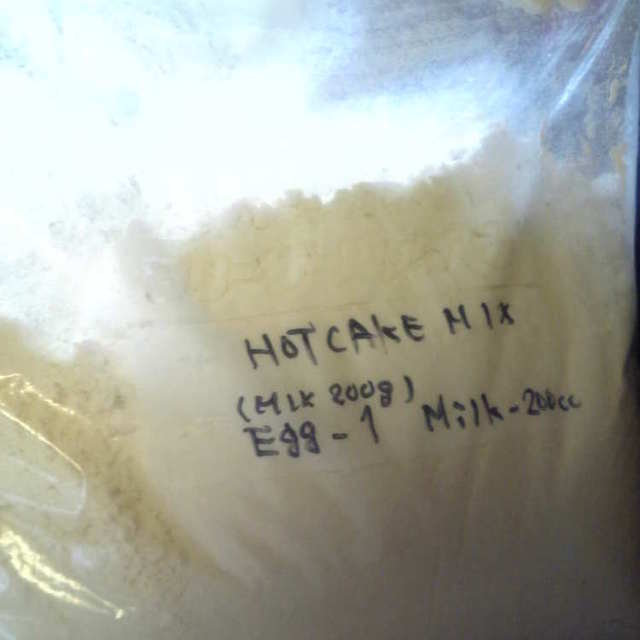 HOTCAKE MIX
(MIX 200g)
Egg - 1 Milk - 200cc